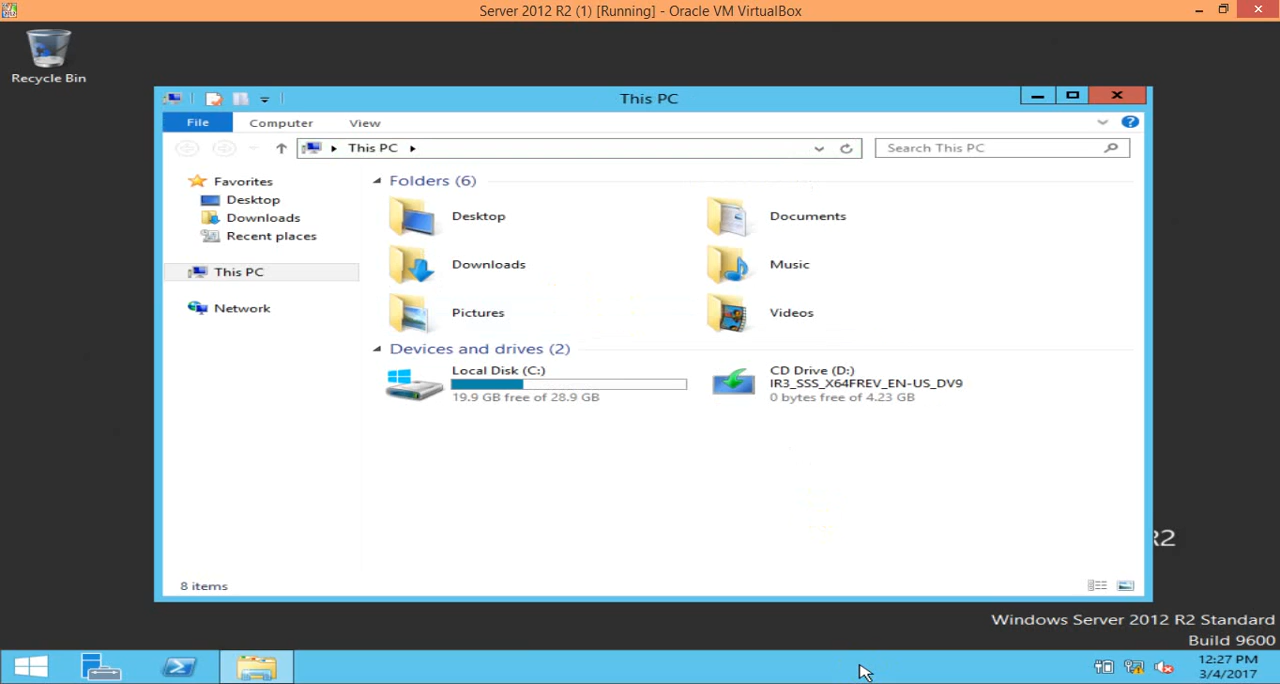 Server 2012 R2 (1) [Running] - Oracle VM VirtualBox
Recycle Bin
This PC
File Computer View
This PC
Search This PC
Favorites
Desktop
Downloads
Recent places
This PC
Network
Folders (6)
Desktop
Documents
Downloads
Music
Pictures
Videos
Devices and drives (2)
Local Disk (C:)
19.9 GB free of 28.9 GB
CD Drive (D:)
IR3_SSS_X64FREV_EN-US_DV9
0 bytes free of 4.23 GB
8 items
R2
Windows Server 2012 R2 Standard
Build 9600
12:27 PM
3/4/2017